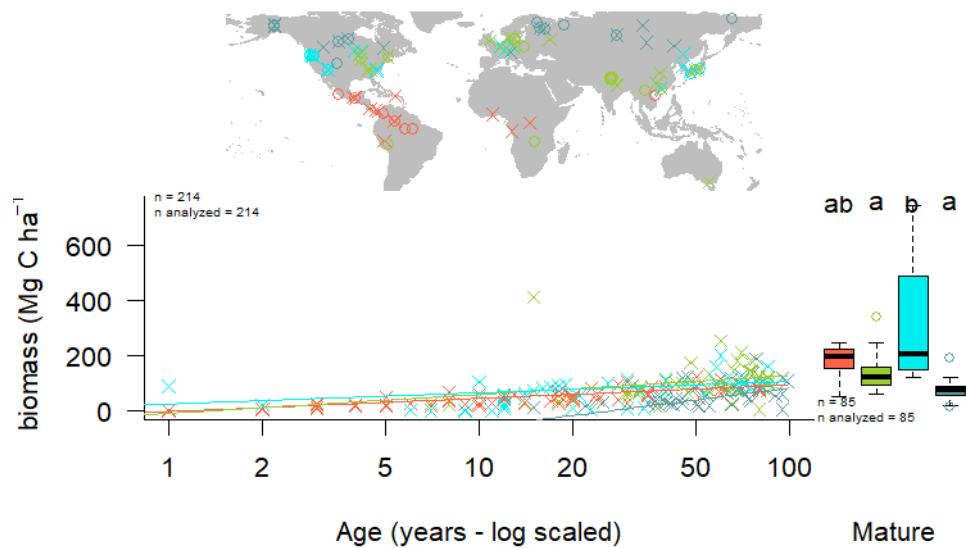 n = 214
n analyzed = 214
biomass (Mg C ha⁻¹
600
400
200
0
1 2 5 10 20 50 100
Age (years - log scaled)
ab a b a
n = 85
n analyzed = 85
Mature